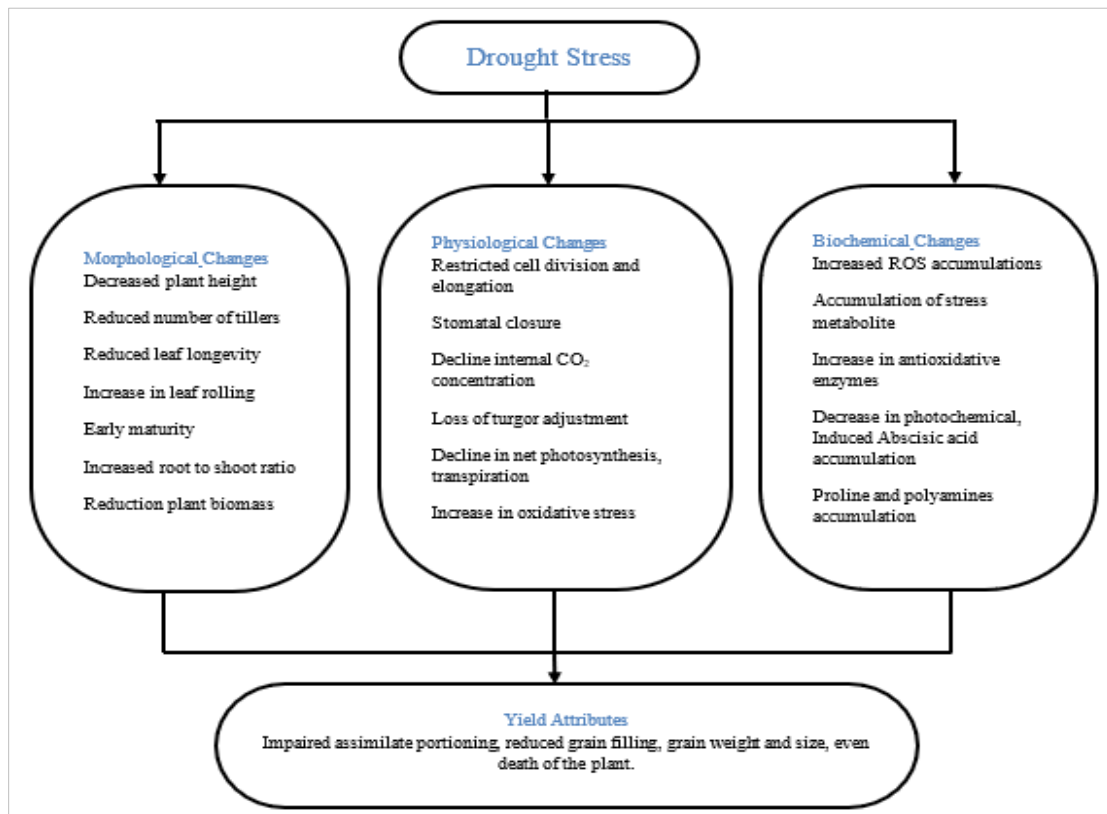 Drought Stress
Morphological Changes
Decreased plant height
Reduced number of tillers
Reduced leaf longevity
Increase in leaf rolling
Early maturity
Increased root to shoot ratio
Reduction plant biomass
Physiological Changes
Restricted cell division and
elongation
Stomatal closure
Decline internal CO₂
concentration
Loss of turgor adjustment
Decline in net photosynthesis,
transpiration
Increase in oxidative stress
Biochemical Changes
Increased ROS accumulations
Accumulation of stress
metabolite
Increase in antioxidative
enzymes
Decrease in photochemical,
Induced Abscisic acid
accumulation
Proline and polyamines
accumulation
Yield Attributes
Impaired assimilate portioning, reduced grain filling, grain weight and size, even
death of the plant.